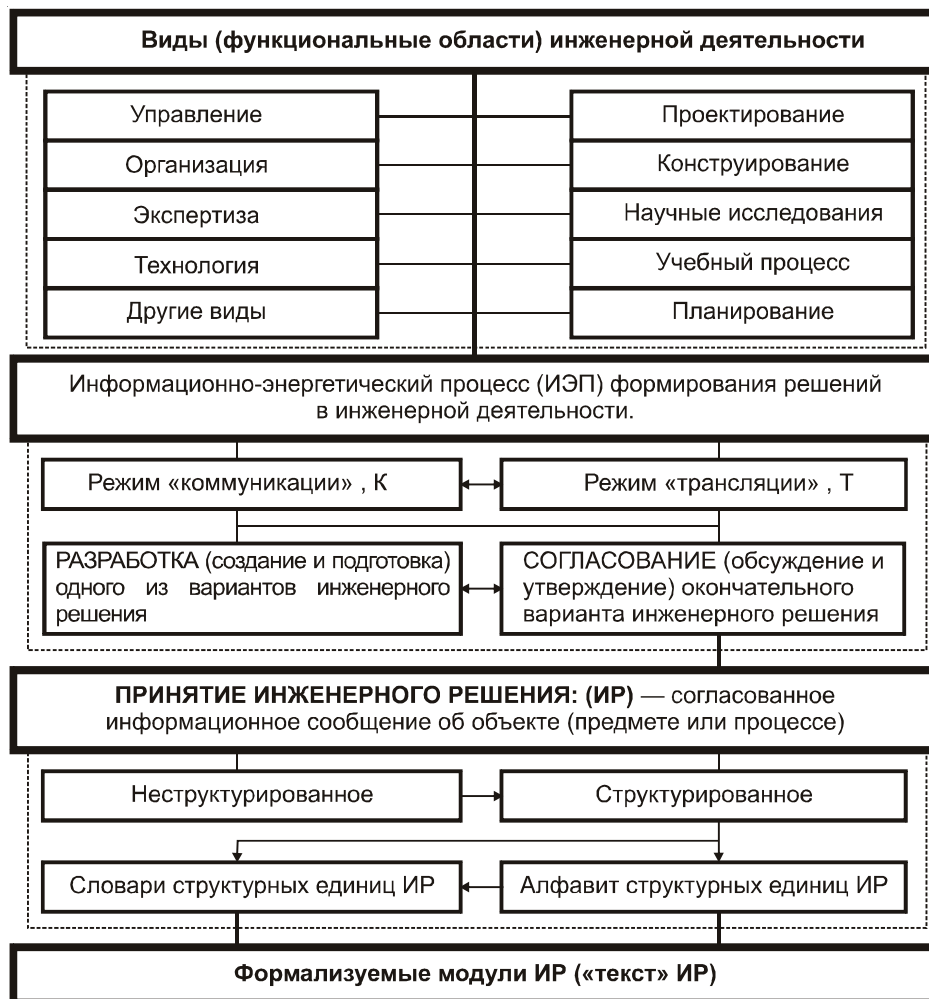 Виды (функциональные области) инженерной деятельности
Управление
Проектирование
Организация
Конструирование
Экспертиза
Научные исследования
Технология
Учебный процесс
Другие виды
Планирование
Информационно-энергетический процесс (ИЭП) формирования решений
в инженерной деятельности.
Режим «коммуникации» , К
Режим «трансляции» , Т
РАЗРАБОТКА (создание и подготовка)
одного из вариантов инженерного
решения
СОГЛАСОВАНИЕ (обсуждение и
утверждение) окончательного
варианта инженерного решения
ПРИНЯТИЕ ИНЖЕНЕРНОГО РЕШЕНИЯ: (ИР) — согласованное
информационное сообщение об объекте (предмете или процессе)
Неструктурированное
Структурированное
Словари структурных единиц ИР
Алфавит структурных единиц ИР
Формализуемые модули ИР («текст» ИР)